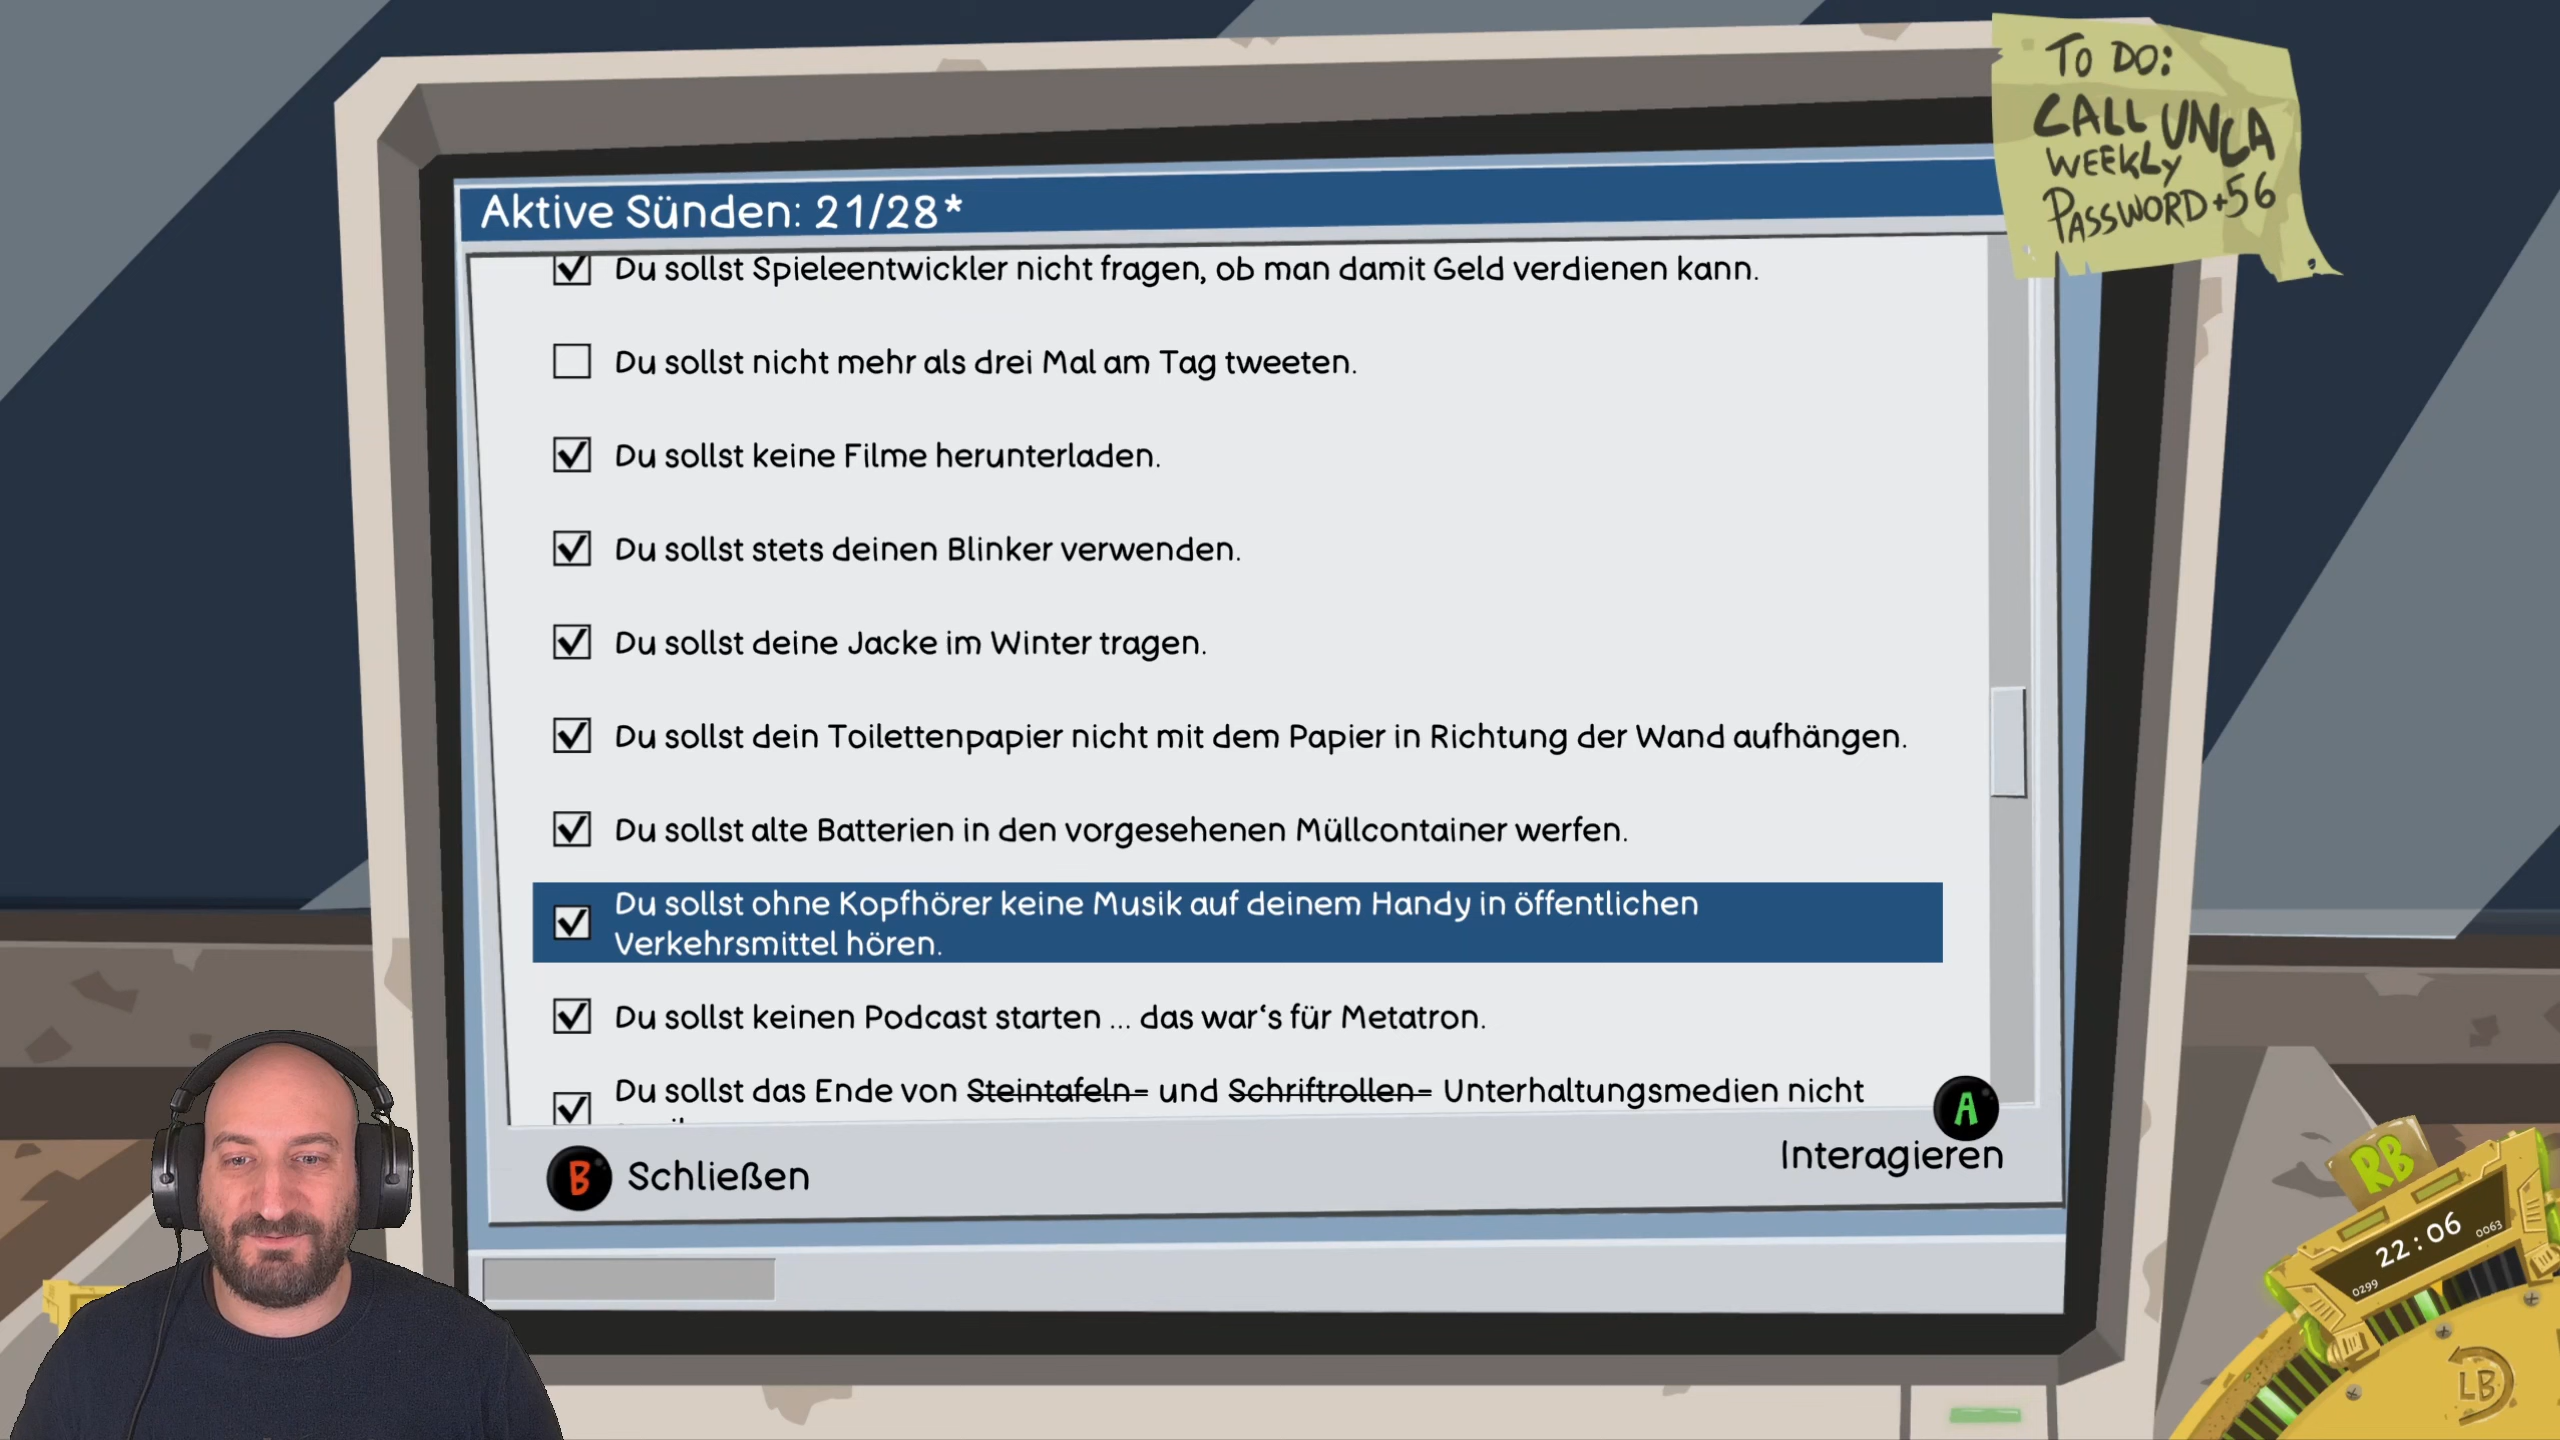 TO DO:
CALL UNCLA
WEEKLY
PASSWORD+56
Aktive Sünden: 21/28*
Du sollst Spieleentwickler nicht fragen, ob man damit Geld verdienen kann.
Du sollst nicht mehr als drei Mal am Tag tweeten.
Du sollst keine Filme herunterladen.
Du sollst stets deinen Blinker verwenden.
Du sollst deine Jacke im Winter tragen.
Du sollst dein Toilettenpapier nicht mit dem Papier in Richtung der Wand aufhängen.
Du sollst alte Batterien in den vorgesehenen Müllcontainer werfen.
Du sollst ohne Kopfhörer keine Musik auf deinem Handy in öffentlichen
Verkehrsmittel hören.
Du sollst keinen Podcast starten ... das war's für Metatron.
Du sollst das Ende von Steintafeln- und Schriftrollen- Unterhaltungsmedien nicht
A
Interagieren
B Schließen
RB
22:06
0063
0299
LB